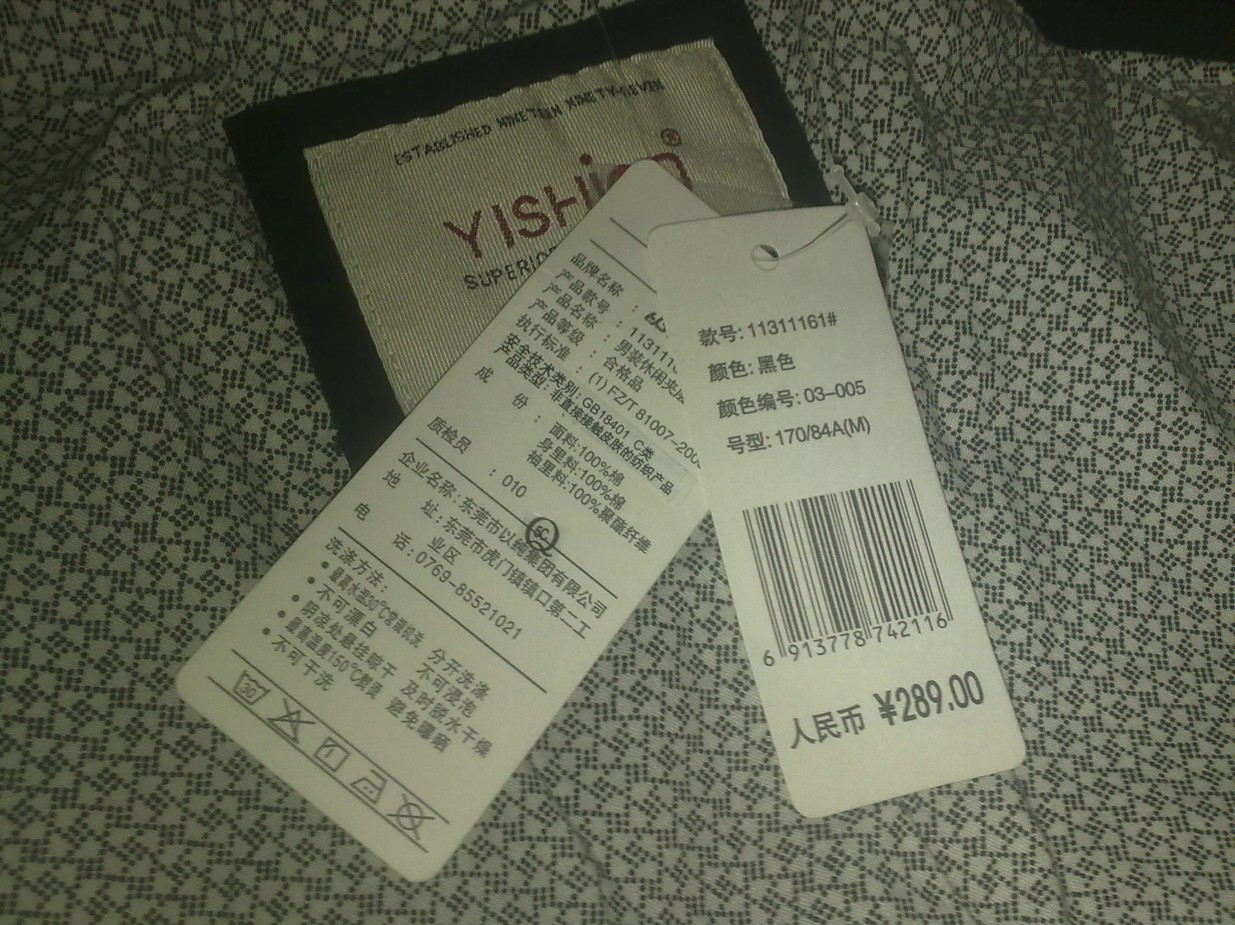 ESTABLISHED NINETEEN NINETY-SEVEN
YISHion®
品牌名称:
产品款号:
产品名称: 男装休闲夹
产品等级: 合格品
执行标准: (1) FZ/T 81007-200
安全技术类别: GB18401 C类
产品类型: 非直接接触皮肤的纺织产品
成份: 面料:100%棉
身里料:100%棉
袖里料:100%聚酯纤维
质检员: 010
企业名称: 东莞市以纯集团有限公司
地址: 东莞市虎门镇镇口第二工
业区
电话: 0769-85521021
洗涤方法:
• 最高水温30°C常规机洗 分开洗涤
• 不可漂白 不可浸泡
• 阴凉处悬挂晾干 及时脱水干燥
• 最高温度150°C熨烫 避免曝晒
• 不可干洗
30
款号: 11311161#
颜色: 黑色
颜色编号: 03-005
号型: 170/84A(M)
6 913778 742116
人民币 ¥289.00